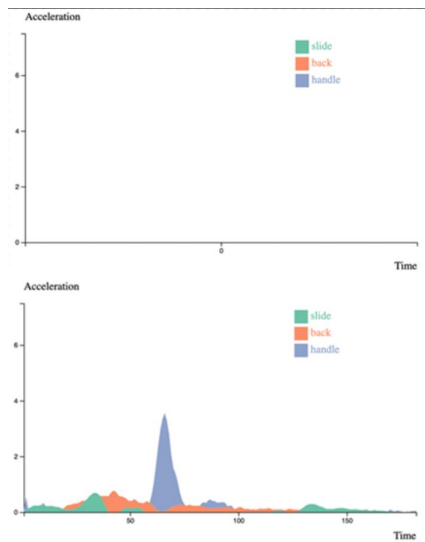 Acceleration
slide
back
handle
6
4
2
0
0
Time
Acceleration
slide
back
handle
6
4
2
0
50
100
150
Time